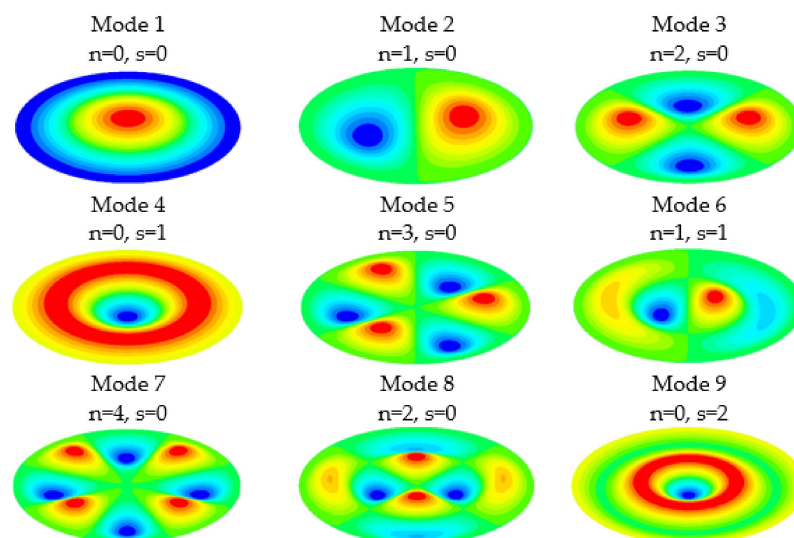 Mode 1
n=0, s=0
Mode 2
n=1, s=0
Mode 3
n=2, s=0
Mode 4
n=0, s=1
Mode 5
n=3, s=0
Mode 6
n=1, s=1
Mode 7
n=4, s=0
Mode 8
n=2, s=0
Mode 9
n=0, s=2